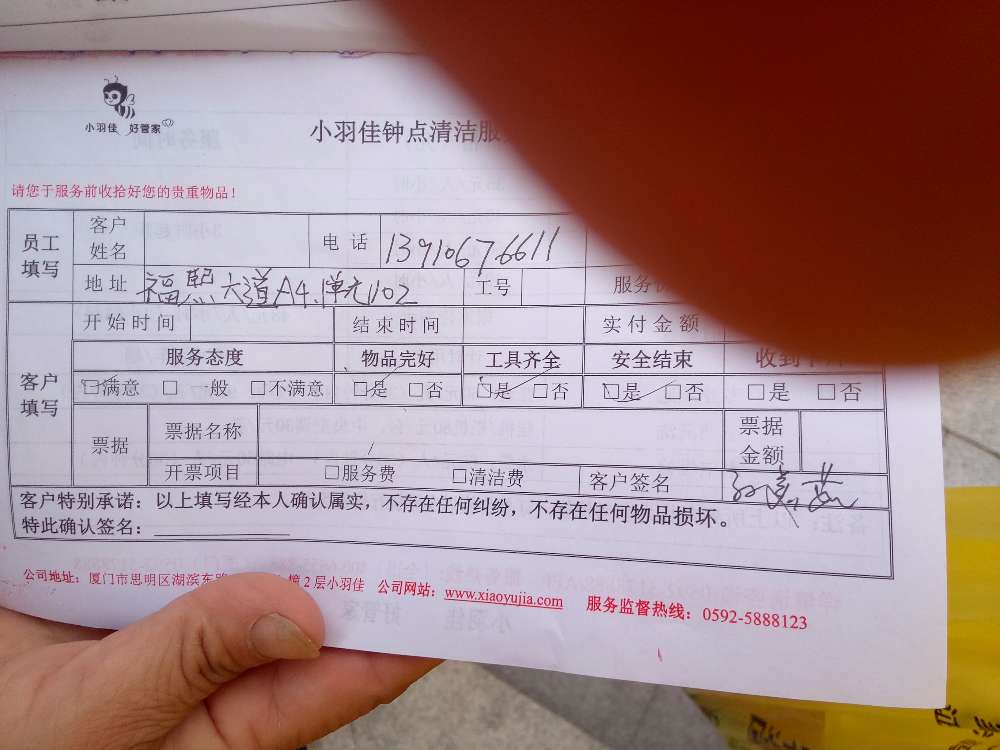 小羽佳 好管家
小羽佳钟点清洁服
请您于服务前收拾好您的贵重物品！
员工填写 客户姓名 电话 13910676611
地址 福熙大道A4.1单元1102 工号 服务
开始时间 结束时间 实付金额
服务态度 物品完好 工具齐全 安全结束 收到
客户填写 □满意 □一般 □不满意 □是 □否 □是 □否 □是 □否 □是 □否
票据 票据名称 / 票据金额
开票项目 □服务费 □清洁费 客户签名
客户特别承诺：以上填写经本人确认属实，不存在任何纠纷，不存在任何物品损坏。
特此确认签名：
公司地址：厦门市思明区湖滨东路 幢2层小羽佳 公司网站：www.xiaoyujia.com 服务监督热线：0592-5888123